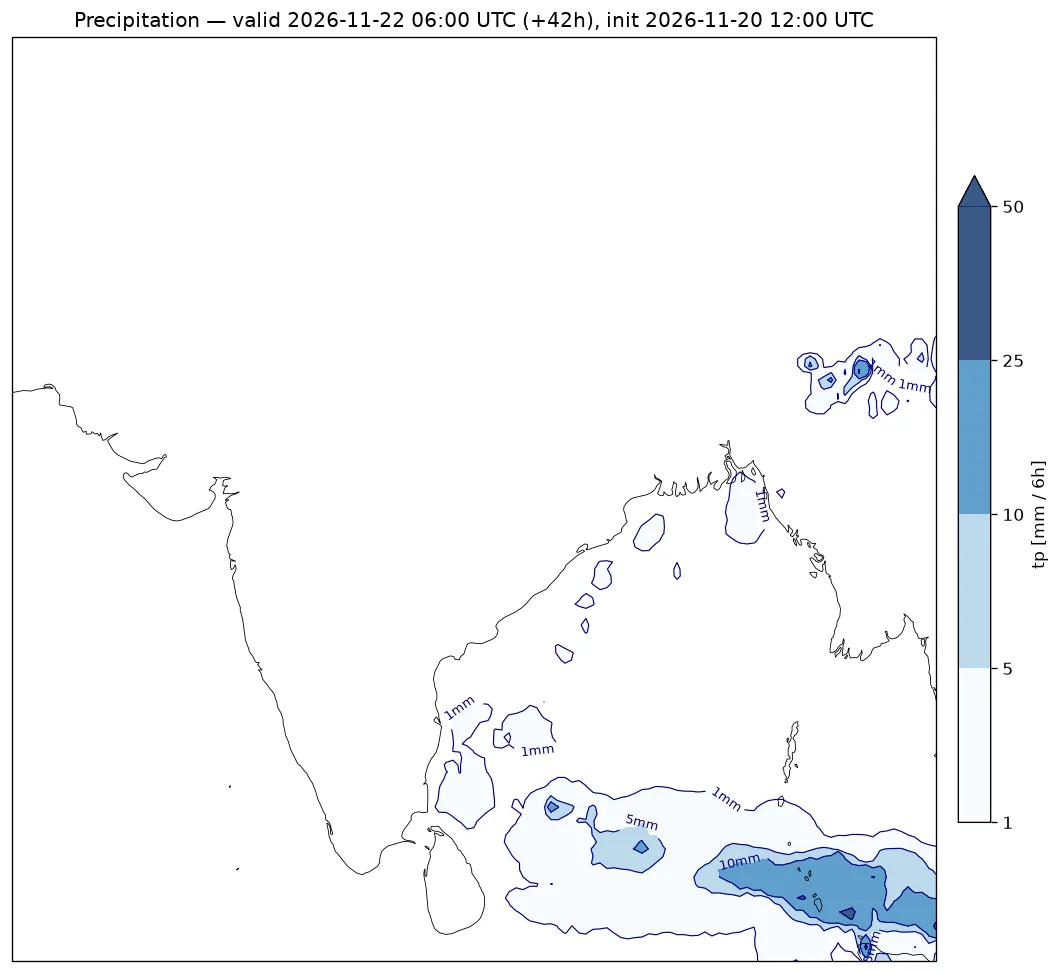 Precipitation — valid 2026-11-22 06:00 UTC (+42h), init 2026-11-20 12:00 UTC
50
25
10
5
1
tp [mm / 6h]
1mm
1mm
1mm
1mm
1mm
1mm
5mm
10mm